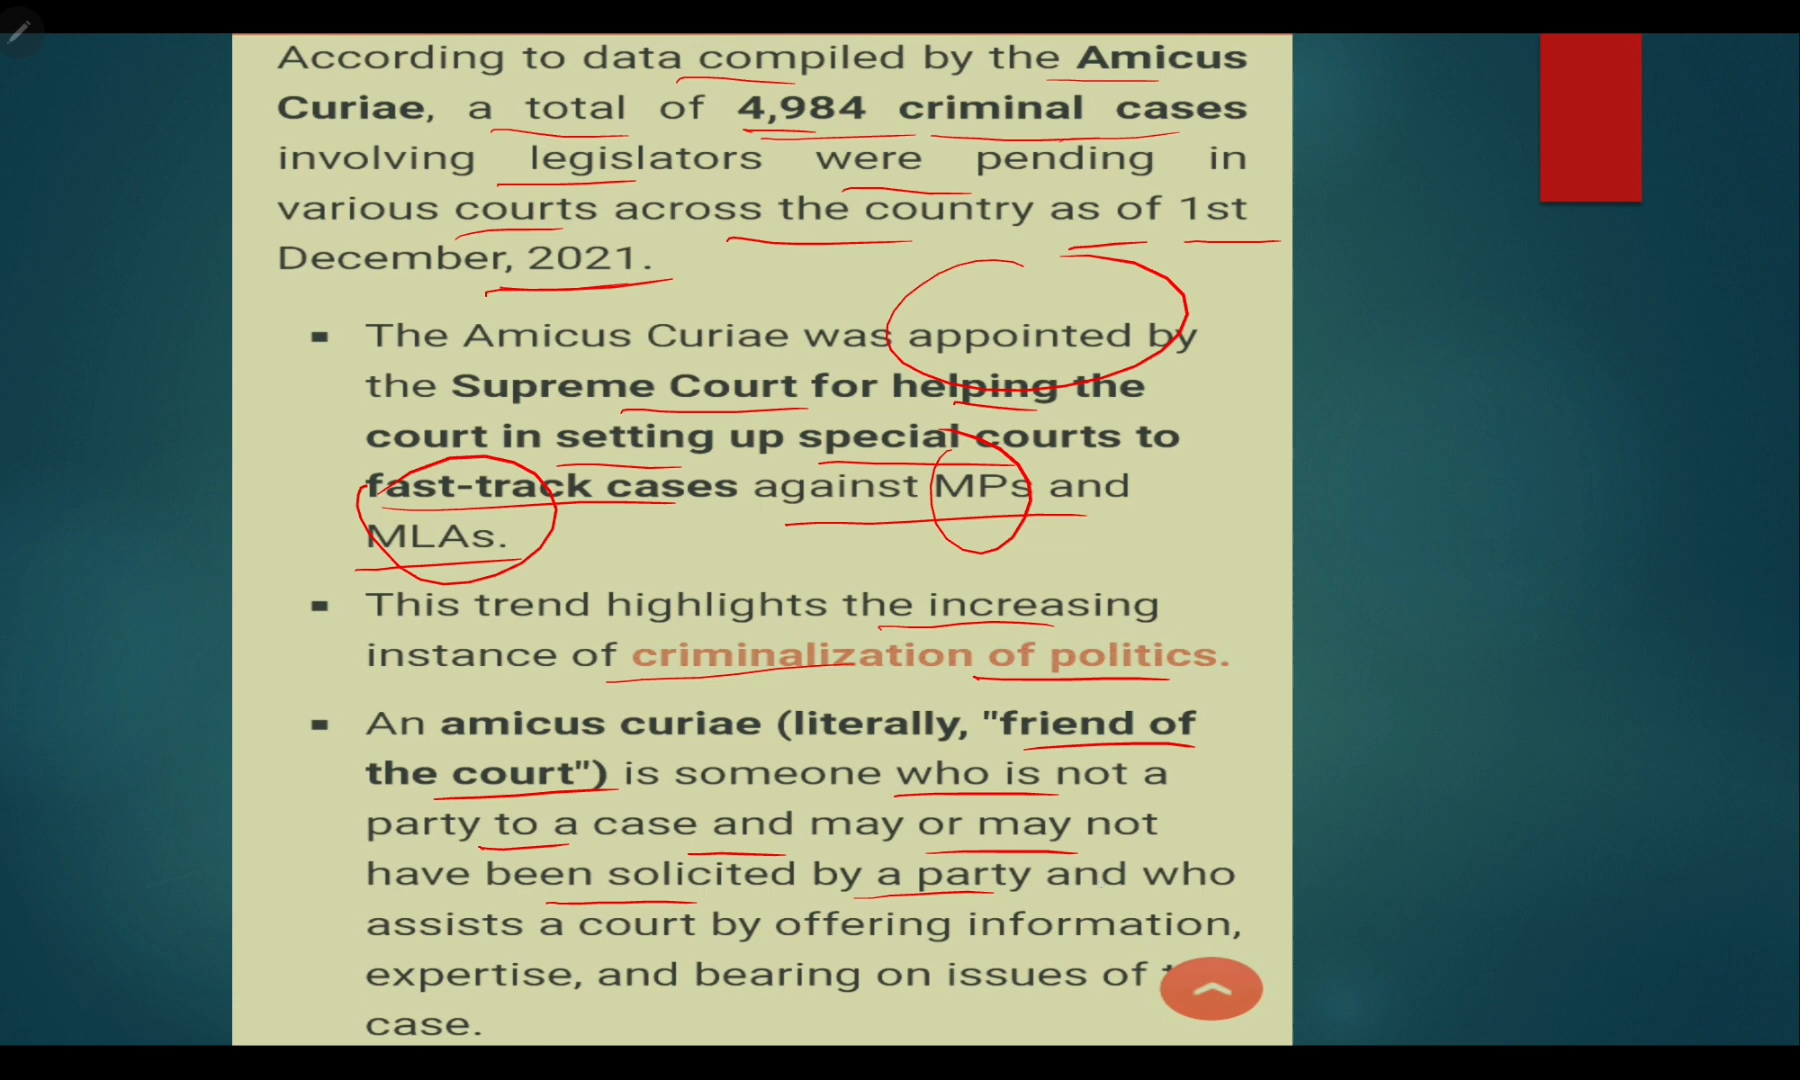 According to data compiled by the Amicus
Curiae, a total of 4,984 criminal cases
involving legislators were pending in
various courts across the country as of 1st
December, 2021.
▪ The Amicus Curiae was appointed by
the Supreme Court for helping the
court in setting up special courts to
fast-track cases against MPs and
MLAs.
▪ This trend highlights the increasing
instance of criminalization of politics.
▪ An amicus curiae (literally, "friend of
the court") is someone who is not a
party to a case and may or may not
have been solicited by a party and who
assists a court by offering information,
expertise, and bearing on issues of
case.